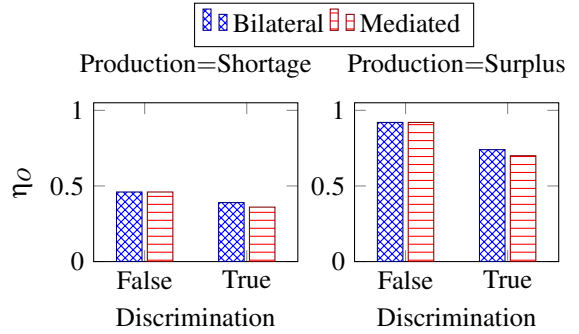 Bilateral Mediated
Production=Shortage Production=Surplus
1 1
0.5 0.5
0 0
η_O
False True False True
Discrimination Discrimination